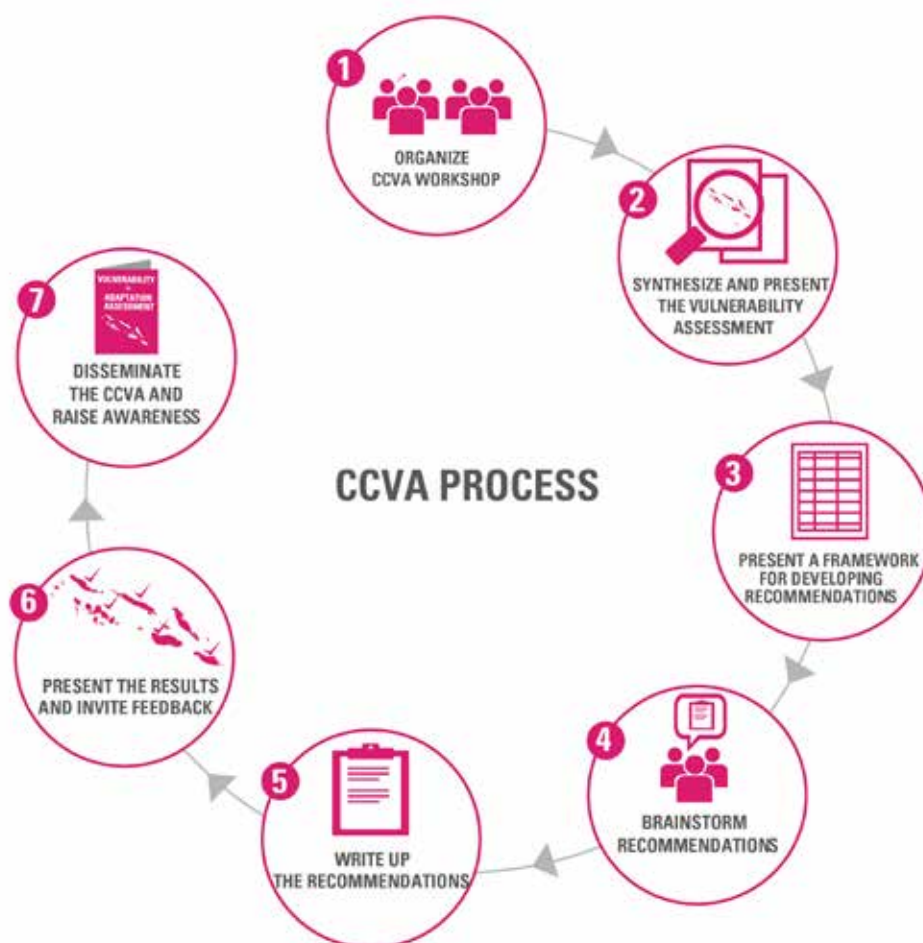 1
ORGANIZE
CCVA WORKSHOP
2
SYNTHESIZE AND PRESENT
THE VULNERABILITY
ASSESSMENT
3
PRESENT A FRAMEWORK
FOR DEVELOPING
RECOMMENDATIONS
4
BRAINSTORM
RECOMMENDATIONS
5
WRITE UP
THE RECOMMENDATIONS
6
PRESENT THE RESULTS
AND INVITE FEEDBACK
7
VULNERABILITY
ADAPTATION
ASSESSMENT
DISSEMINATE
THE CCVA AND
RAISE AWARENESS
CCVA PROCESS